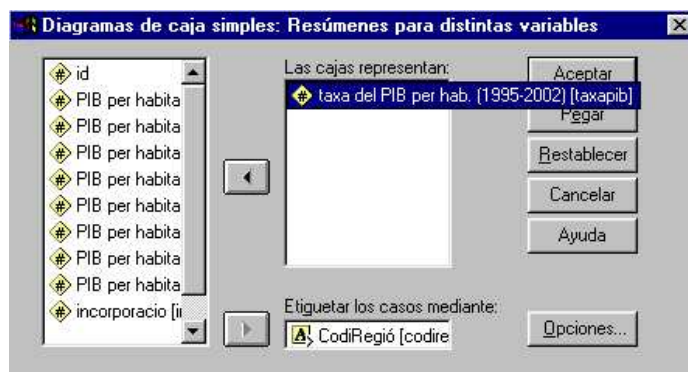 Diagramas de caja simples: Resúmenes para distintas variables
id
PIB per habita
PIB per habita
PIB per habita
PIB per habita
PIB per habita
PIB per habita
PIB per habita
PIB per habita
incorporacio [i
Las cajas representan:
taxa del PIB per hab. (1995-2002) [taxapib]
Etiquetar los casos mediante:
CodiRegió [codire
Aceptar
Pegar
Restablecer
Cancelar
Ayuda
Opciones...